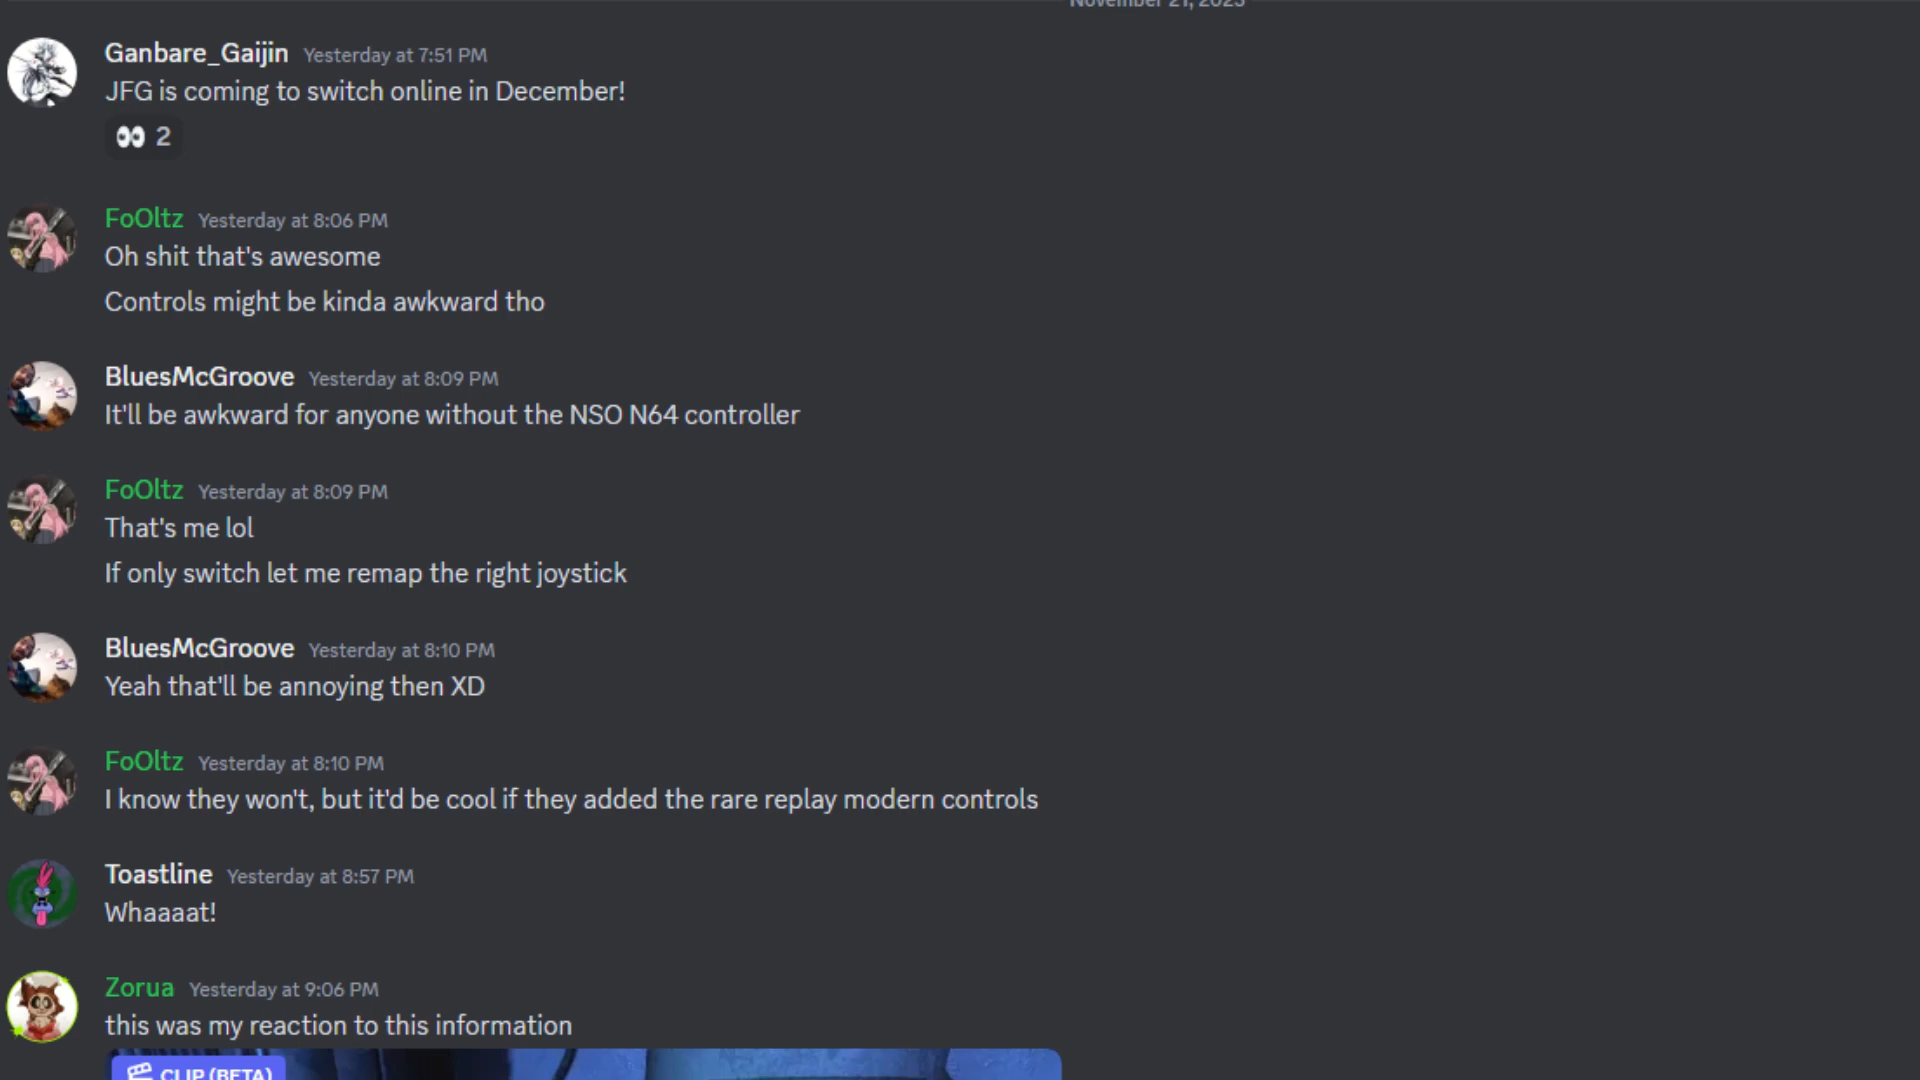 November 21, 2023
Ganbare_Gaijin Yesterday at 7:51 PM
JFG is coming to switch online in December!
👀 2
FoOltz Yesterday at 8:06 PM
Oh shit that's awesome
Controls might be kinda awkward tho
BluesMcGroove Yesterday at 8:09 PM
It'll be awkward for anyone without the NSO N64 controller
FoOltz Yesterday at 8:09 PM
That's me lol
If only switch let me remap the right joystick
BluesMcGroove Yesterday at 8:10 PM
Yeah that'll be annoying then XD
FoOltz Yesterday at 8:10 PM
I know they won't, but it'd be cool if they added the rare replay modern controls
Toastline Yesterday at 8:57 PM
Whaaaat!
Zorua Yesterday at 9:06 PM
this was my reaction to this information
CLIP (BETA)